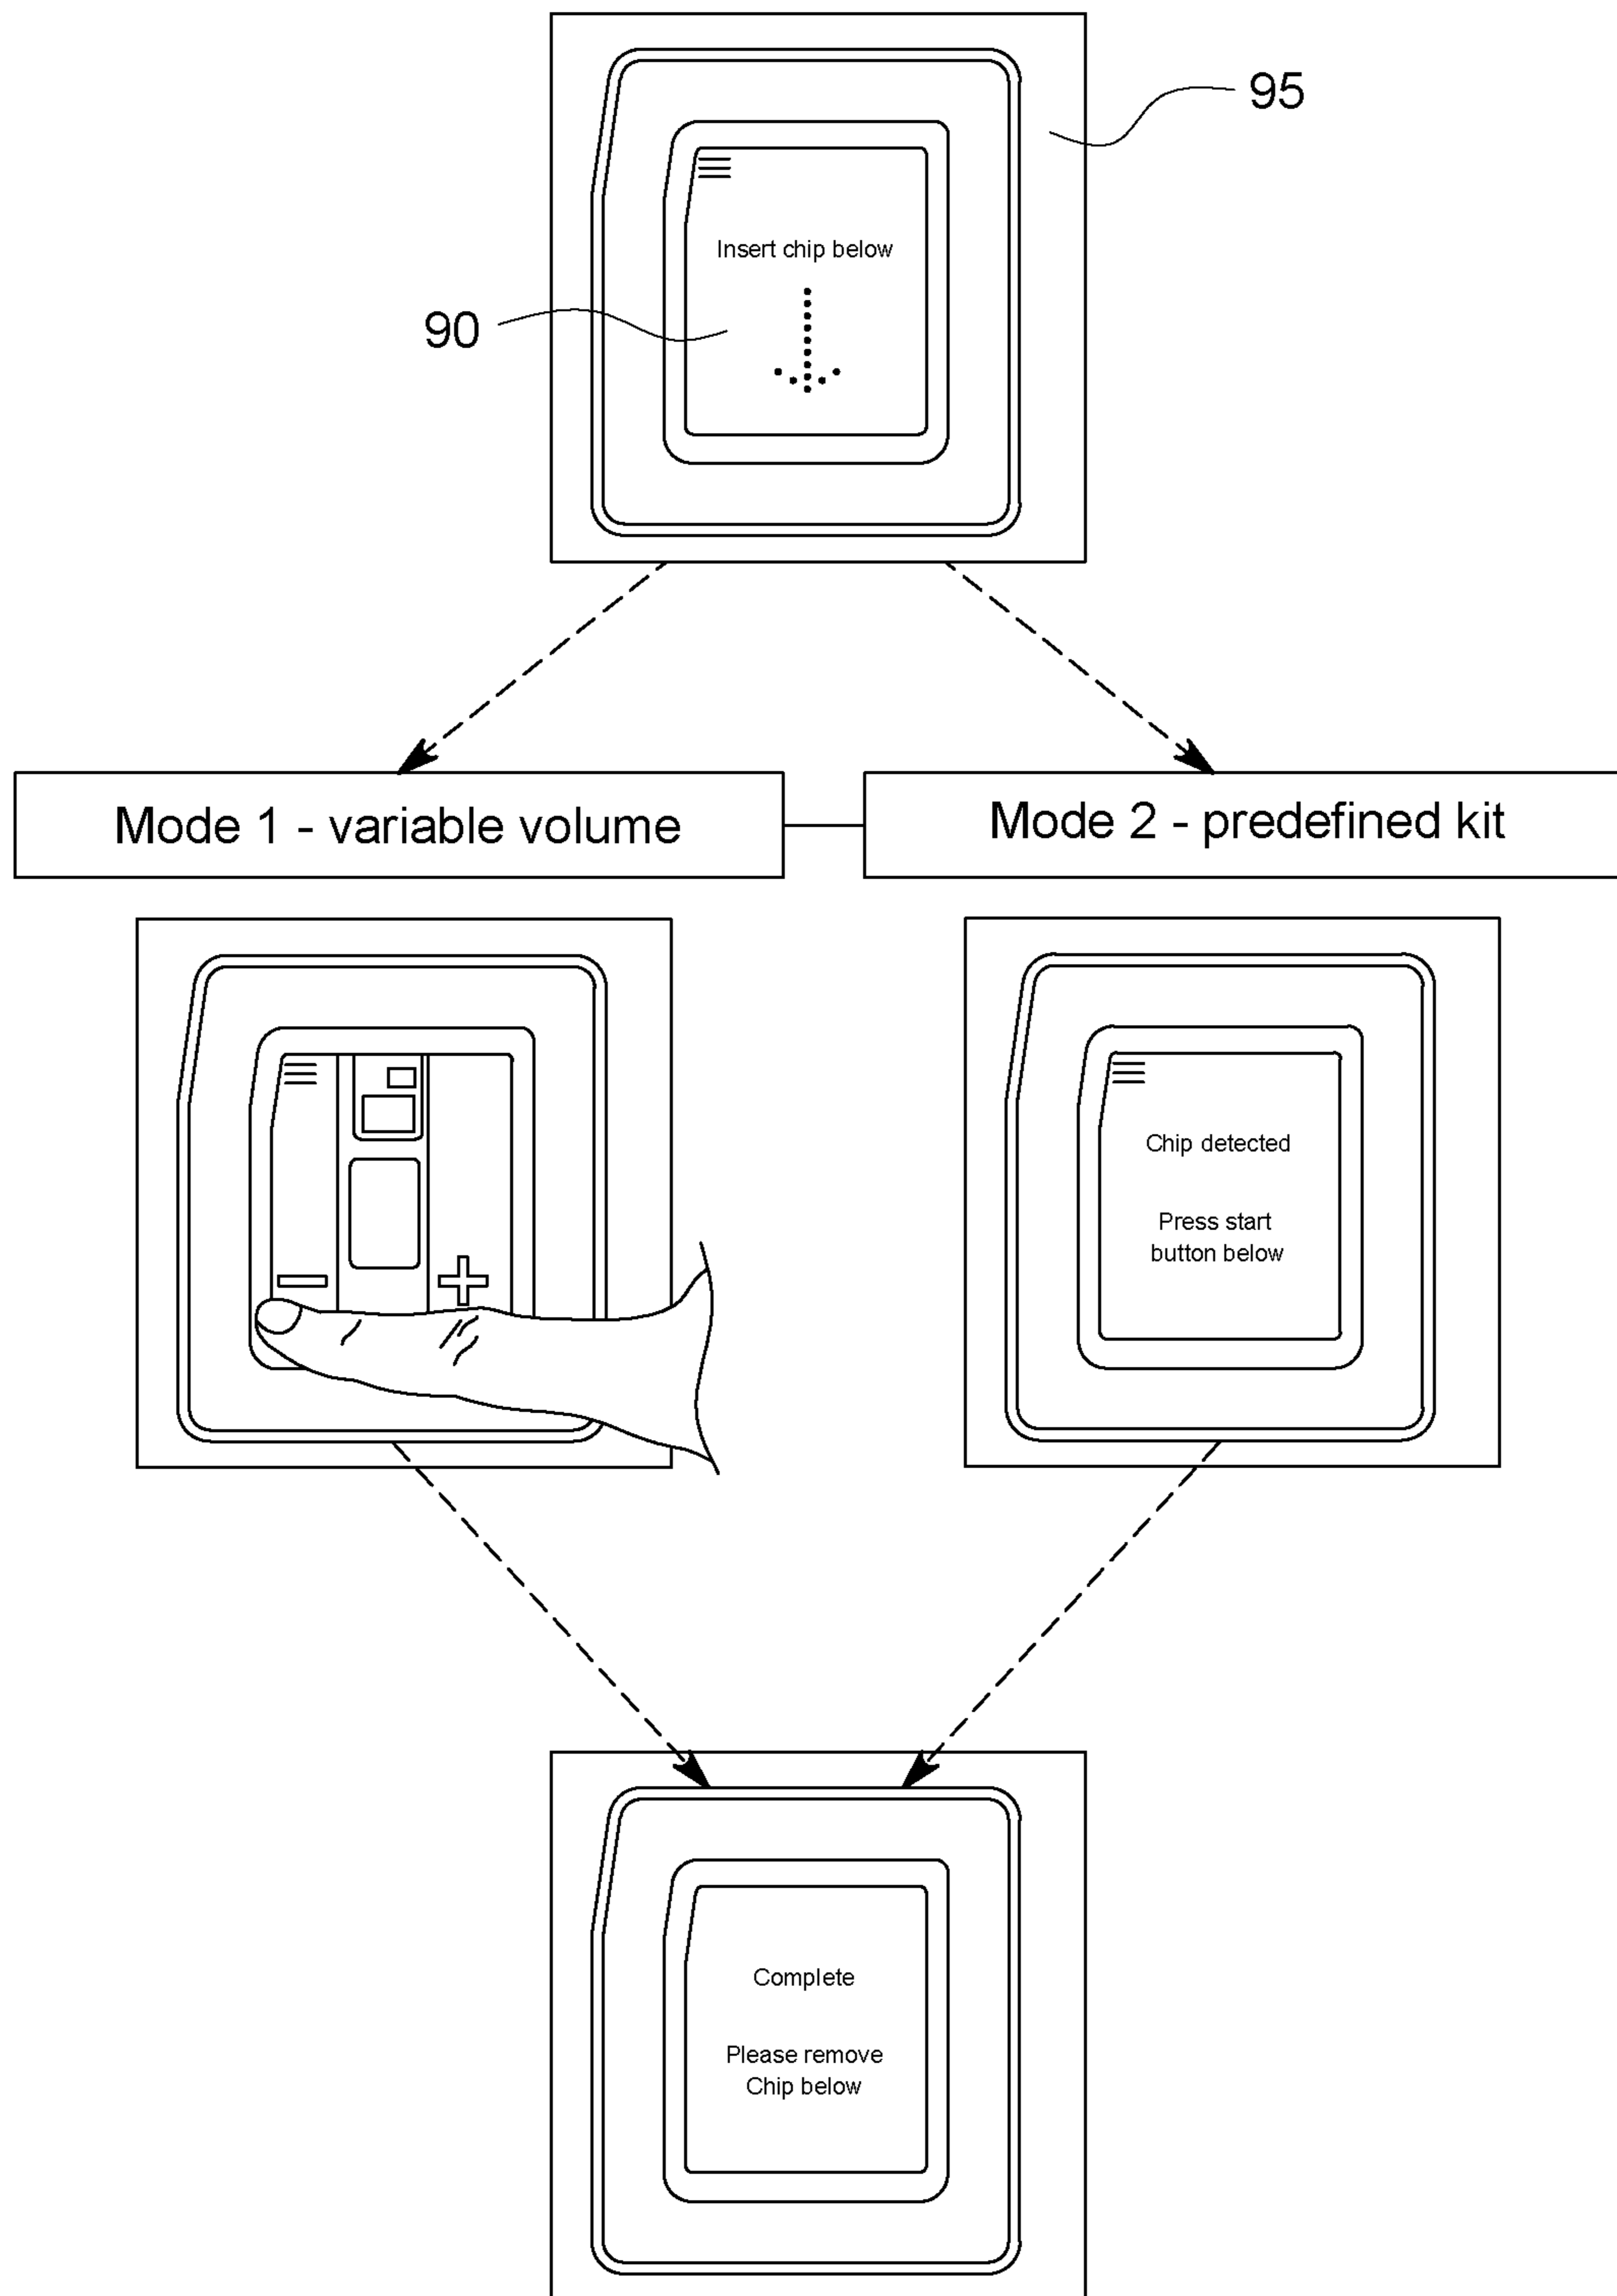 95
Insert chip below
90
Mode 1 - variable volume
Mode 2 - predefined kit
Chip detected
Press start
button below
Complete
Please remove
Chip below